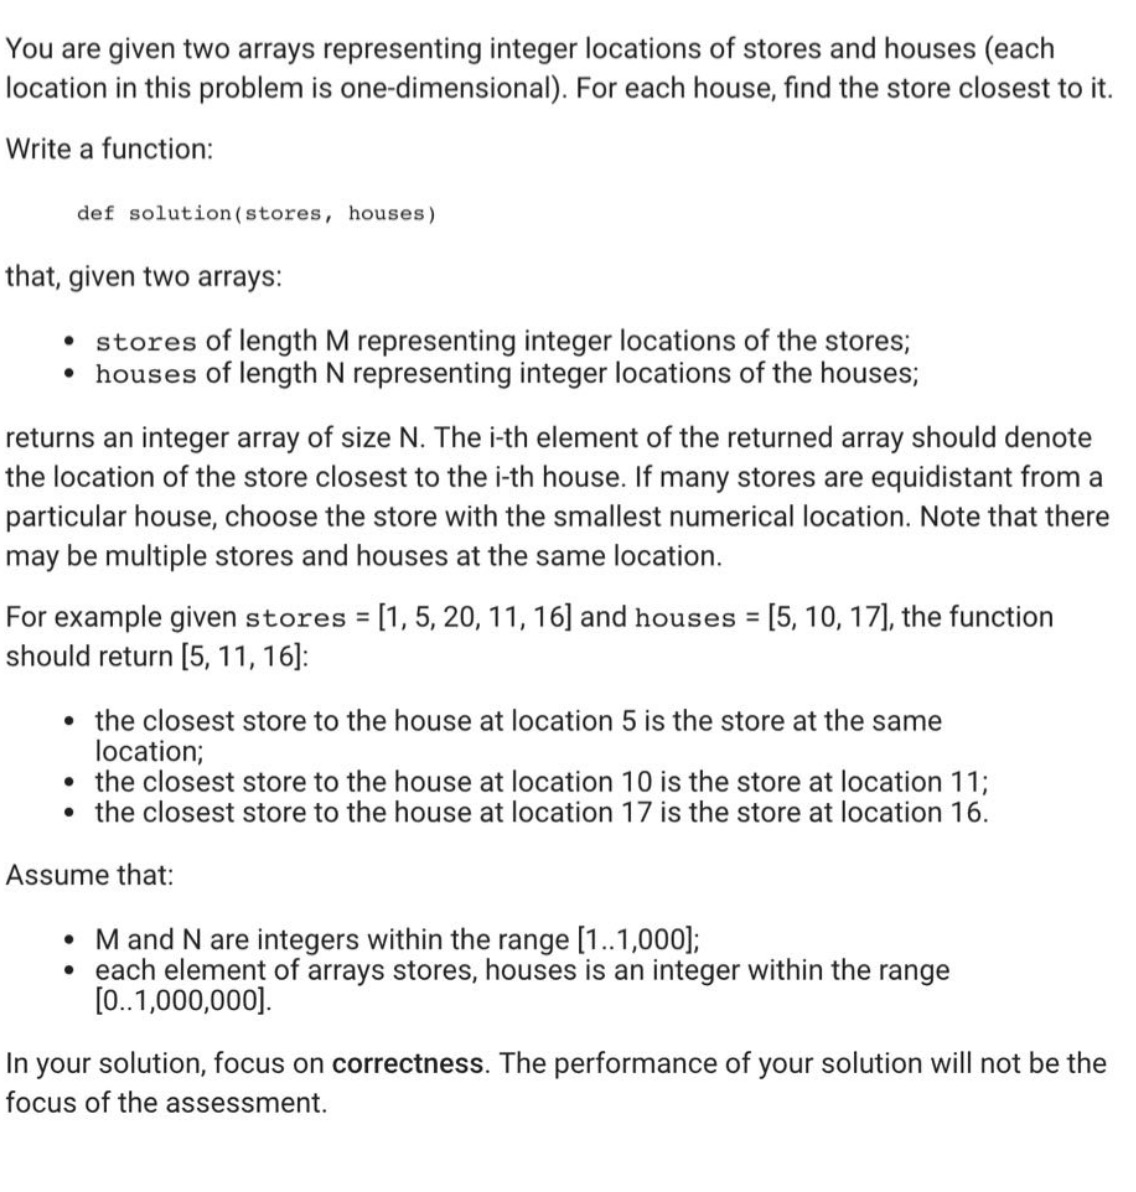 You are given two arrays representing integer locations of stores and houses (each
location in this problem is one-dimensional). For each house, find the store closest to it.
Write a function:
def solution(stores, houses)
that, given two arrays:
• stores of length M representing integer locations of the stores;
• houses of length N representing integer locations of the houses;
returns an integer array of size N. The i-th element of the returned array should denote
the location of the store closest to the i-th house. If many stores are equidistant from a
particular house, choose the store with the smallest numerical location. Note that there
may be multiple stores and houses at the same location.
For example given stores = [1, 5, 20, 11, 16] and houses = [5, 10, 17], the function
should return [5, 11, 16]:
• the closest store to the house at location 5 is the store at the same
location;
• the closest store to the house at location 10 is the store at location 11;
• the closest store to the house at location 17 is the store at location 16.
Assume that:
• M and N are integers within the range [1..1,000];
• each element of arrays stores, houses is an integer within the range
[0..1,000,000].
In your solution, focus on correctness. The performance of your solution will not be the
focus of the assessment.